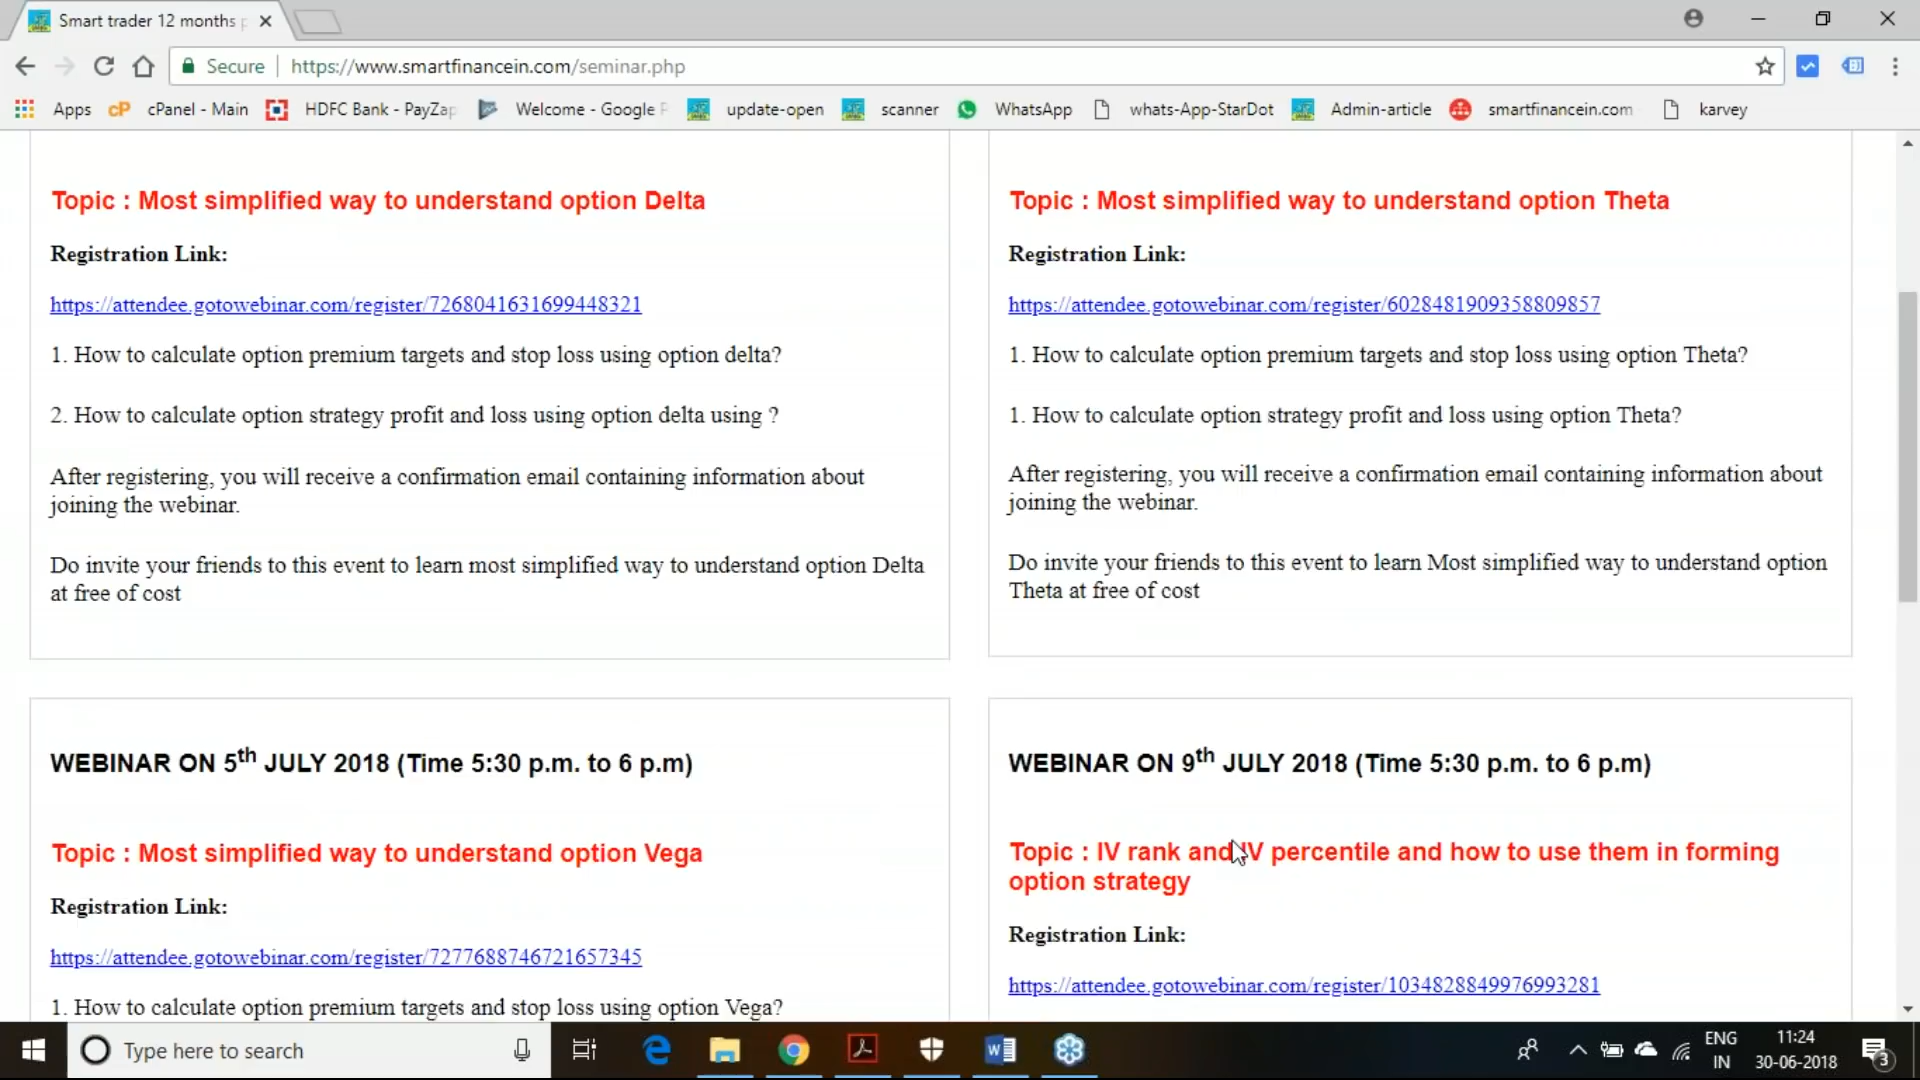 Smart trader 12 months
Secure
https://www.smartfinancein.com/seminar.php
Apps
cP
cPanel - Main
HDFC Bank - PayZap
Welcome - Google
update-open
scanner
WhatsApp
whats-App-StarDot
Admin-article
smartfinancein.com
karvey
Topic : Most simplified way to understand option Delta
Registration Link:
https://attendee.gotowebinar.com/register/7268041631699448321
1. How to calculate option premium targets and stop loss using option delta?
2. How to calculate option strategy profit and loss using option delta using ?
After registering, you will receive a confirmation email containing information about
joining the webinar.
Do invite your friends to this event to learn most simplified way to understand option Delta
at free of cost
Topic : Most simplified way to understand option Theta
Registration Link:
https://attendee.gotowebinar.com/register/6028481909358809857
1. How to calculate option premium targets and stop loss using option Theta?
1. How to calculate option strategy profit and loss using option Theta?
After registering, you will receive a confirmation email containing information about
joining the webinar.
Do invite your friends to this event to learn Most simplified way to understand option
Theta at free of cost
WEBINAR ON 5th JULY 2018 (Time 5:30 p.m. to 6 p.m)
Topic : Most simplified way to understand option Vega
Registration Link:
https://attendee.gotowebinar.com/register/7277688746721657345
1. How to calculate option premium targets and stop loss using option Vega?
WEBINAR ON 9th JULY 2018 (Time 5:30 p.m. to 6 p.m)
Topic : IV rank and IV percentile and how to use them in forming
option strategy
Registration Link:
https://attendee.gotowebinar.com/register/1034828849976993281
Type here to search
ENG
IN
11:24
30-06-2018
3